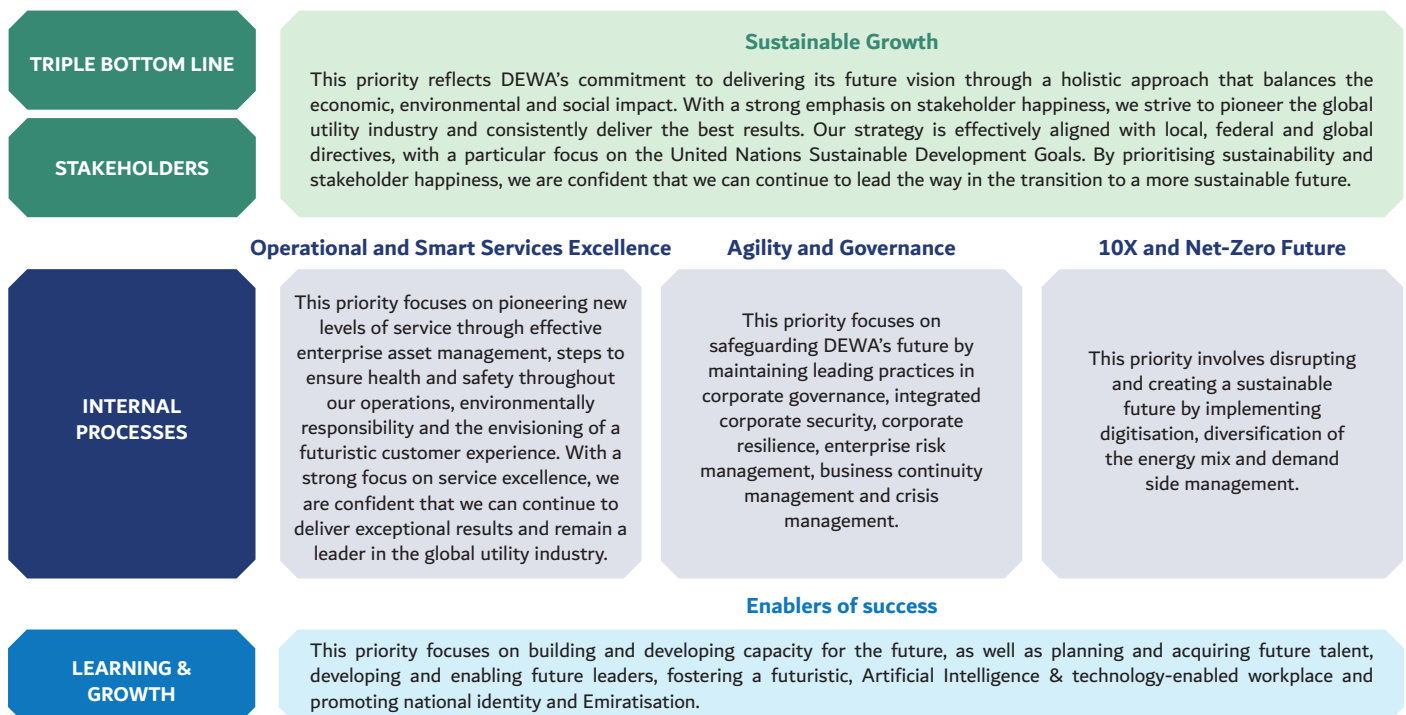 TRIPLE BOTTOM LINE
STAKEHOLDERS
Sustainable Growth
This priority reflects DEWA’s commitment to delivering its future vision through a holistic approach that balances the
economic, environmental and social impact. With a strong emphasis on stakeholder happiness, we strive to pioneer the global
utility industry and consistently deliver the best results. Our strategy is effectively aligned with local, federal and global
directives, with a particular focus on the United Nations Sustainable Development Goals. By prioritising sustainability and
stakeholder happiness, we are confident that we can continue to lead the way in the transition to a more sustainable future.
INTERNAL
PROCESSES
Operational and Smart Services Excellence
This priority focuses on pioneering new
levels of service through effective
enterprise asset management, steps to
ensure health and safety throughout
our operations, environmentally
responsibility and the envisioning of a
futuristic customer experience. With a
strong focus on service excellence, we
are confident that we can continue to
deliver exceptional results and remain a
leader in the global utility industry.
Agility and Governance
This priority focuses on
safeguarding DEWA’s future by
maintaining leading practices in
corporate governance, integrated
corporate security, corporate
resilience, enterprise risk
management, business continuity
management and crisis
management.
10X and Net-Zero Future
This priority involves disrupting
and creating a sustainable
future by implementing
digitisation, diversification of
the energy mix and demand
side management.
LEARNING &
GROWTH
Enablers of success
This priority focuses on building and developing capacity for the future, as well as planning and acquiring future talent,
developing and enabling future leaders, fostering a futuristic, Artificial Intelligence & technology-enabled workplace and
promoting national identity and Emiratisation.